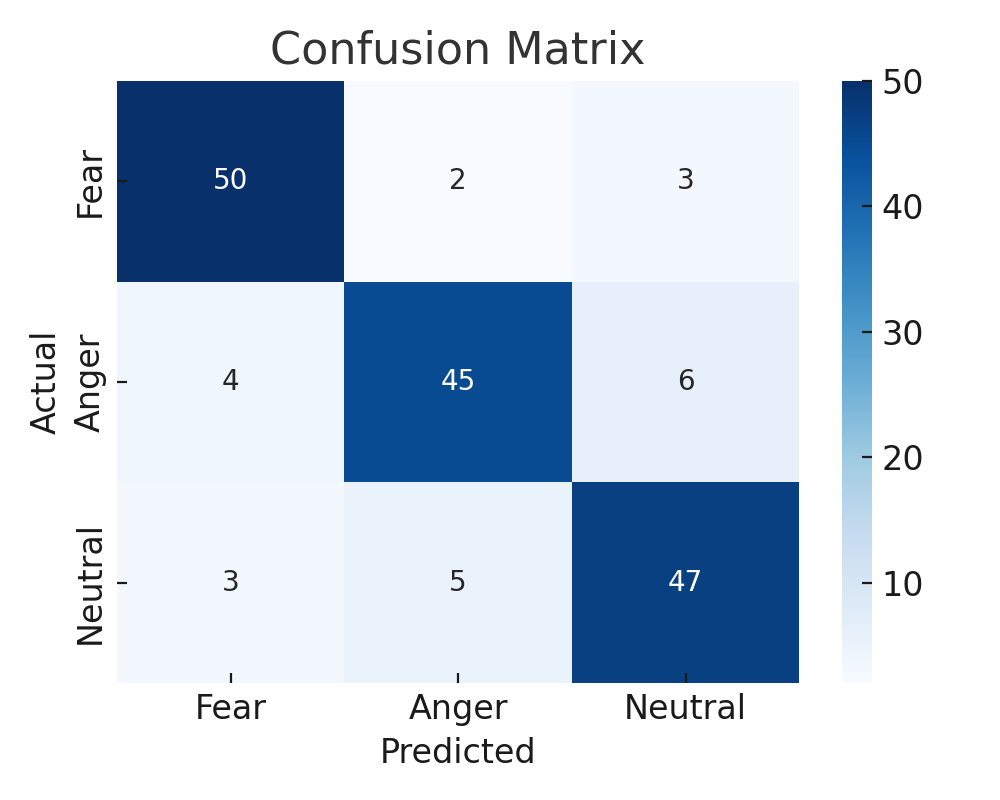 Confusion Matrix
Actual
Fear 50 2 3
Anger 4 45 6
Neutral 3 5 47
Fear Anger Neutral
Predicted
50
40
30
20
10